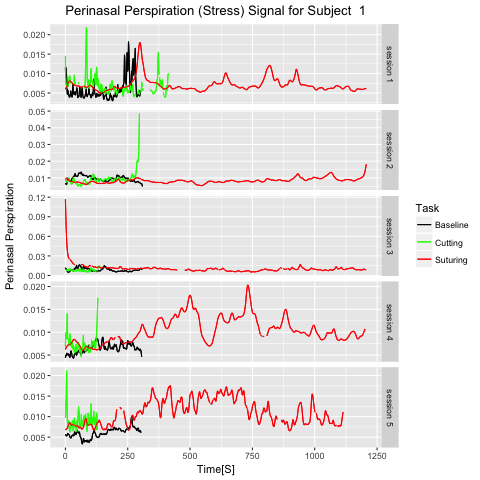 Perinasal Perspiration (Stress) Signal for Subject 1
Perinasal Perspiration
0.020
0.015
0.010
0.005
session 1
0.05
0.04
0.03
0.02
0.01
session 2
0.12
0.09
0.06
0.03
0.00
session 3
0.020
0.015
0.010
0.005
session 4
0.020
0.015
0.010
0.005
session 5
0 250 500 750 1000 1250
Time[S]
Task
Baseline
Cutting
Suturing